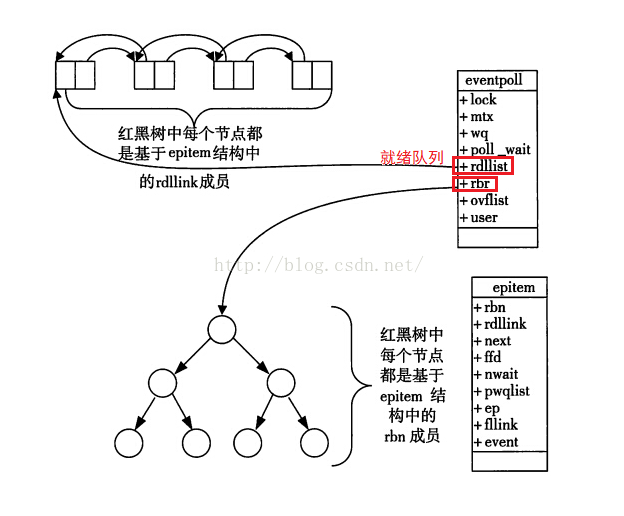 红黑树中每个节点都
是基于epitem结构中
的rdllink成员
就绪队列
eventpoll
+lock
+mtx
+wq
+poll_wait
+rdllist
+rbr
+ovflist
+user
http://blog.csdn.net/
红黑树中
每个节点
都是基于
epitem 结
构中的
rbn 成员
epitem
+rbn
+rdllink
+next
+ffd
+nwait
+pwqlist
+ep
+fllink
+event